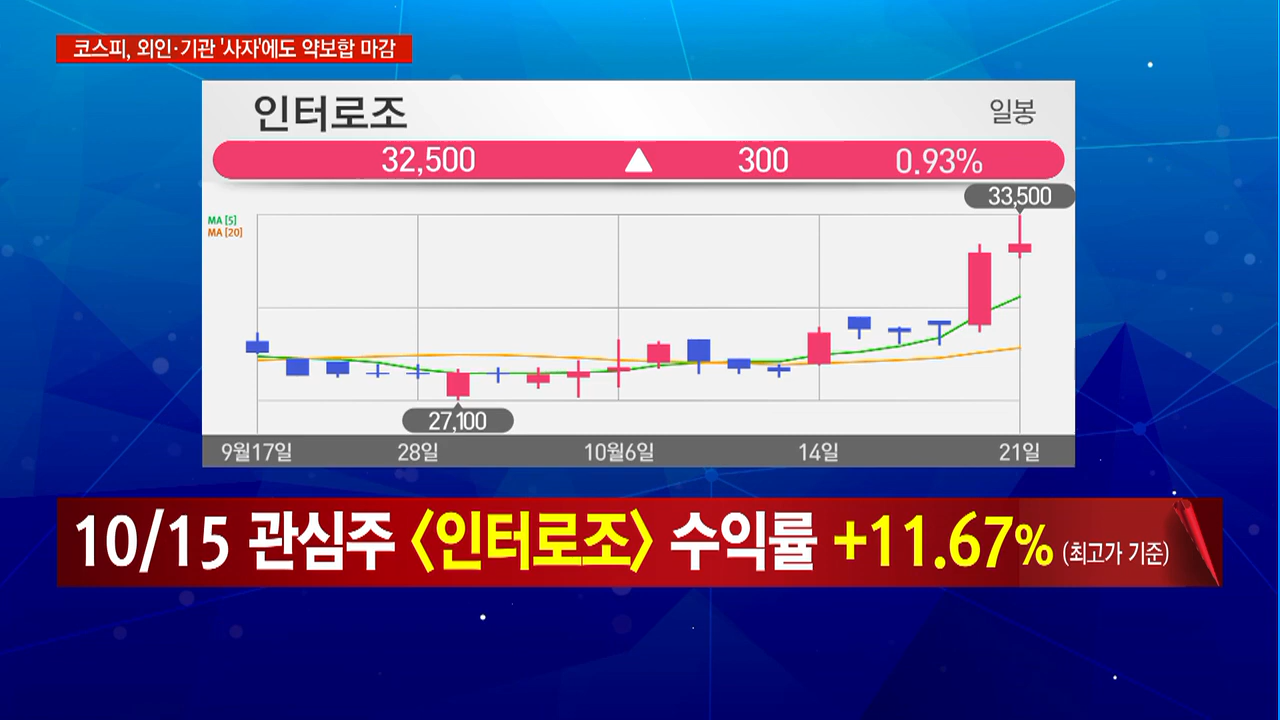 코스피, 외인·기관 '사자'에도 약보합 마감
인터로조 일봉
32,500 ▲ 300 0.93%
33,500
MA [5]
MA [20]
27,100
9월17일 28일 10월6일 14일 21일
10/15 관심주 〈인터로조〉 수익률 +11.67% (최고가 기준)